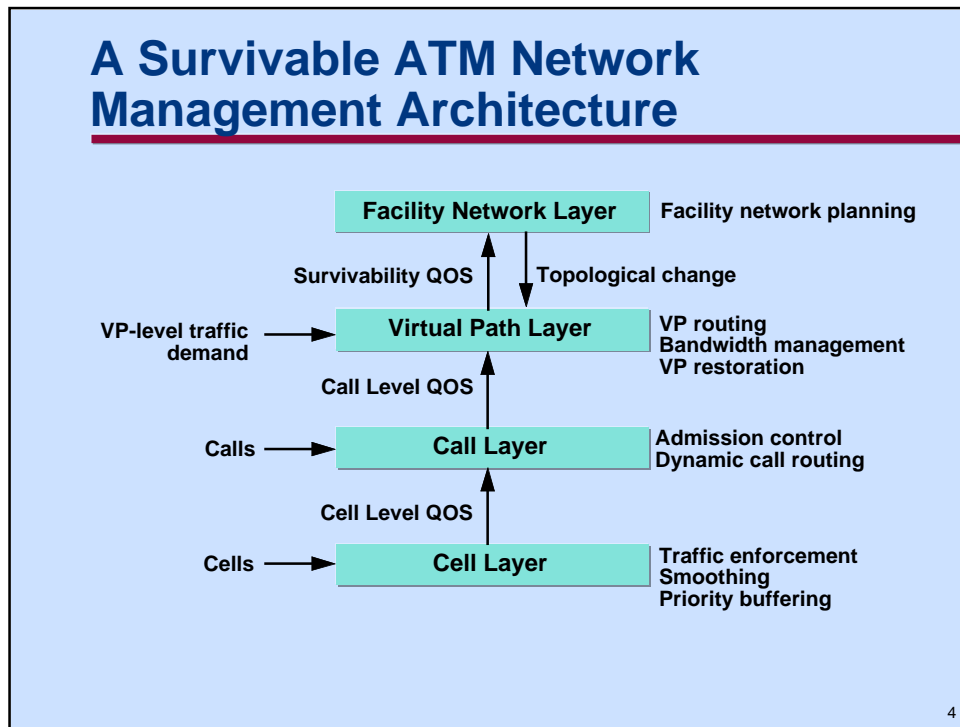 A Survivable ATM Network
Management Architecture
Facility Network Layer
Facility network planning
Survivability QOS
Topological change
VP-level traffic
demand
Virtual Path Layer
VP routing
Bandwidth management
VP restoration
Call Level QOS
Calls
Call Layer
Admission control
Dynamic call routing
Cell Level QOS
Cells
Cell Layer
Traffic enforcement
Smoothing
Priority buffering
4